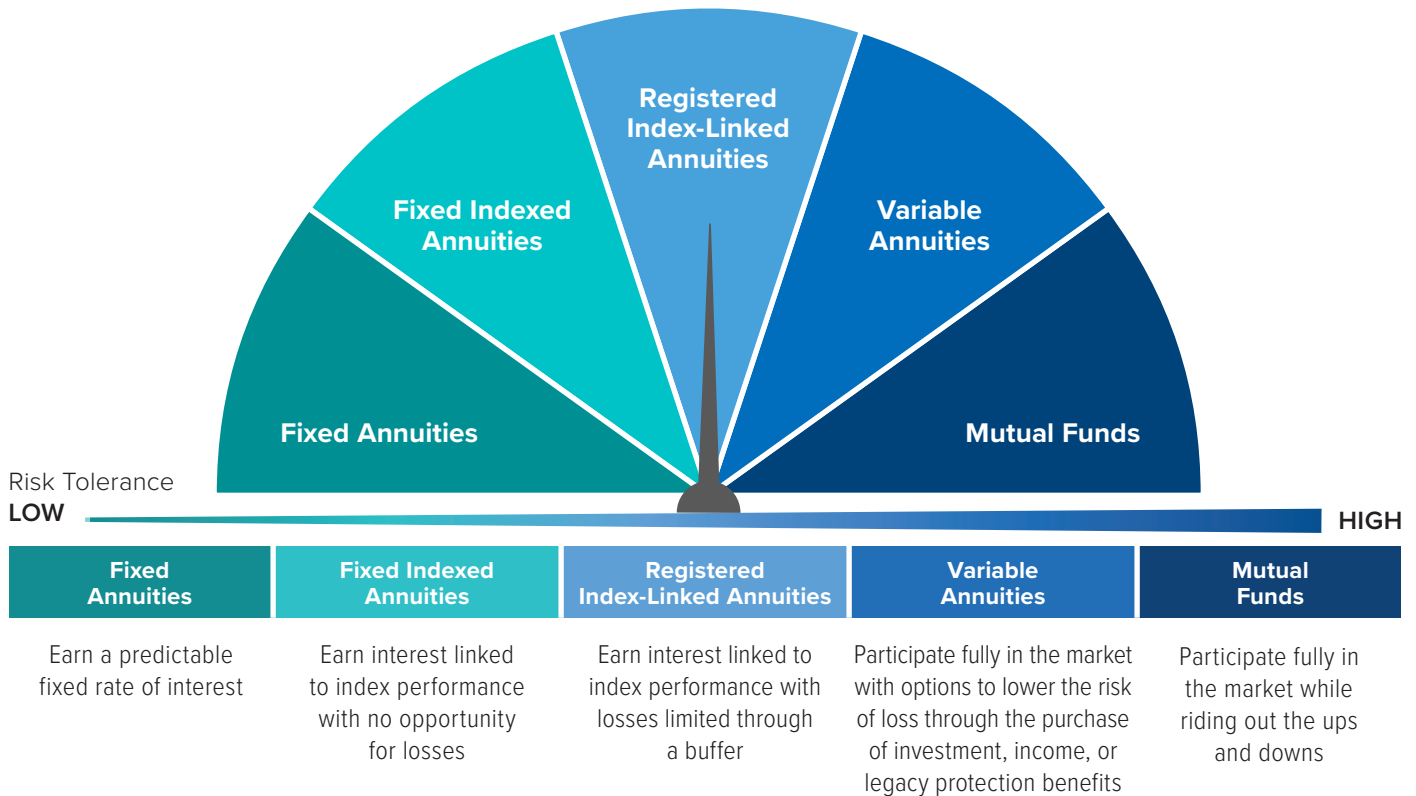 Registered
Index-Linked
Annuities
Fixed Indexed
Annuities
Variable
Annuities
Fixed Annuities
Mutual Funds
Risk Tolerance
LOW
HIGH
Fixed
Annuities
Fixed Indexed
Annuities
Registered
Index-Linked Annuities
Variable
Annuities
Mutual
Funds
Earn a predictable
fixed rate of interest
Earn interest linked
to index performance
with no opportunity
for losses
Earn interest linked to
index performance with
losses limited through
a buffer
Participate fully in the market
with options to lower the risk
of loss through the purchase
of investment, income, or
legacy protection benefits
Participate fully in
the market while
riding out the ups
and downs